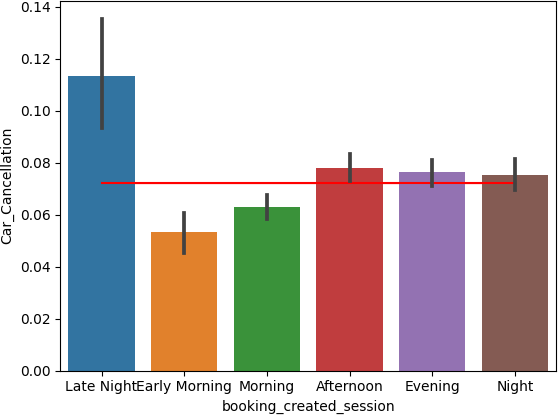 0.14
0.12
0.10
0.08
0.06
0.04
0.02
0.00
Car_Cancellation
Late Night Early Morning Morning Afternoon Evening Night
booking_created_session